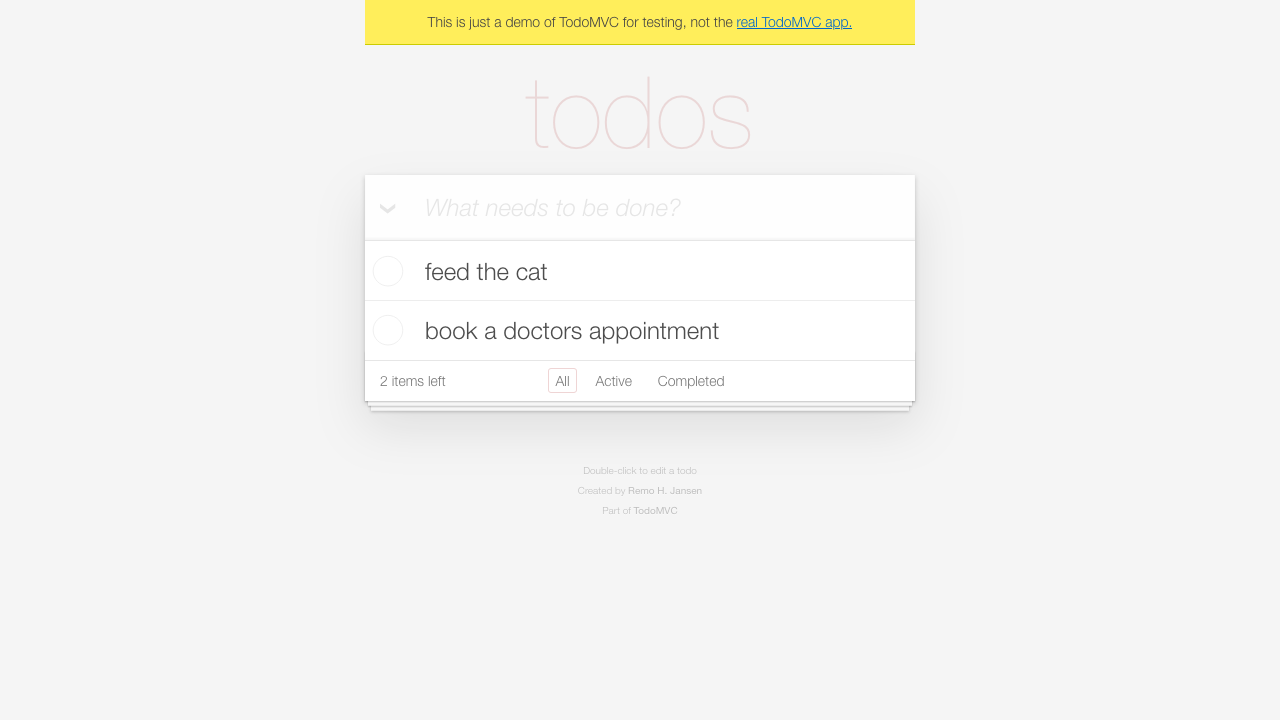 This is just a demo of TodoMVC for testing, not the real TodoMVC app.
todos
What needs to be done?
feed the cat
book a doctors appointment
2 items left All Active Completed
Double-click to edit a todo
Created by Remo H. Jansen
Part of TodoMVC